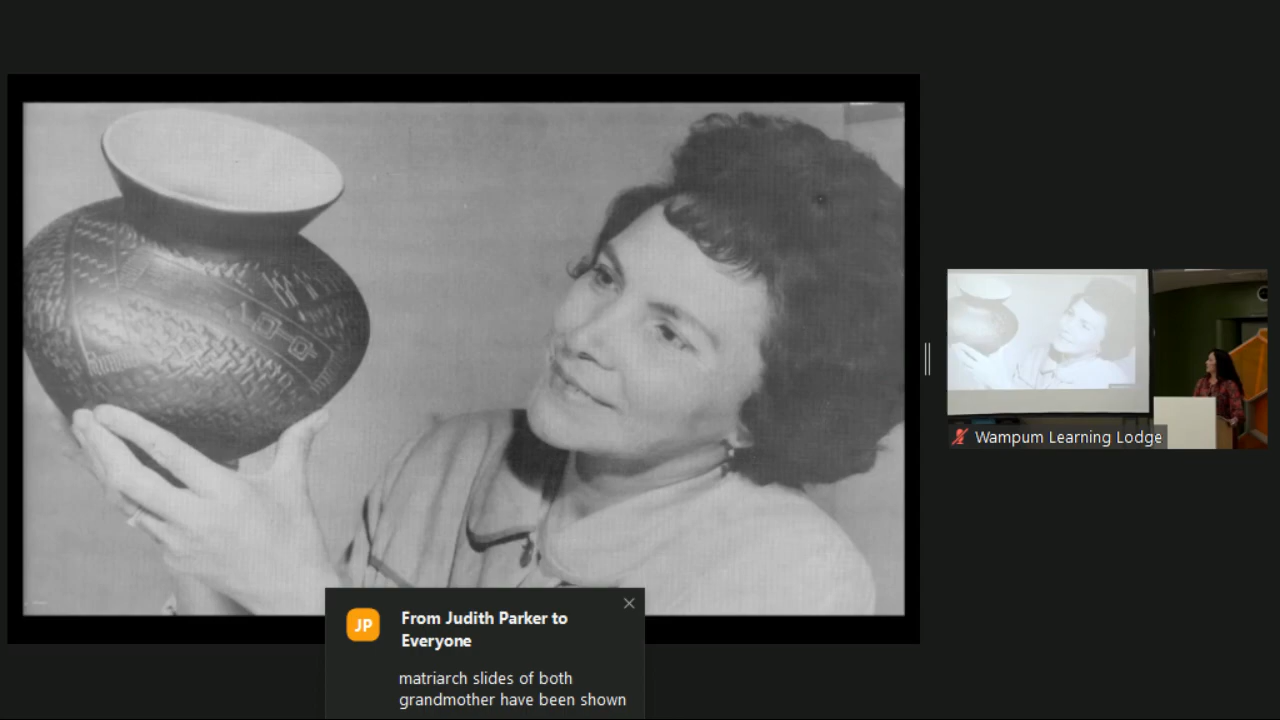 Wampum Learning Lodge
JP
From Judith Parker to
Everyone
matriarch slides of both
grandmother have been shown